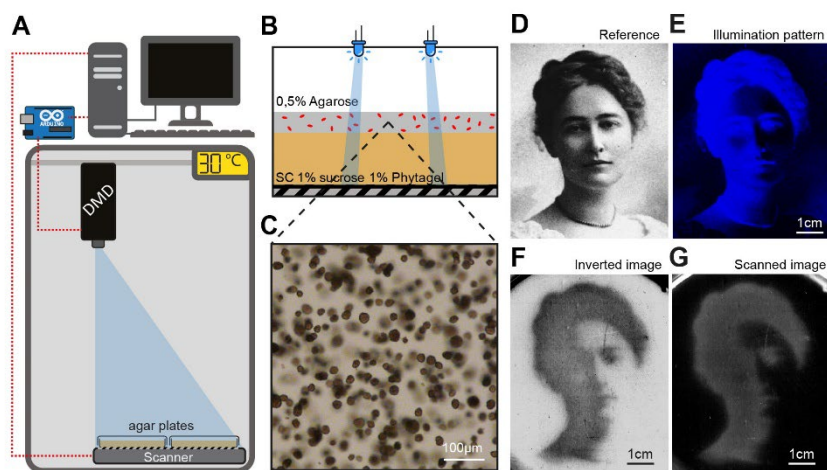 A
ARDUINO
30 °C
DMD
agar plates
Scanner
B
0,5% Agarose
SC 1% sucrose 1% Phytagel
C
100µm
D
Reference
E
Illumination pattern
1cm
F
Inverted image
1cm
G
Scanned image
1cm